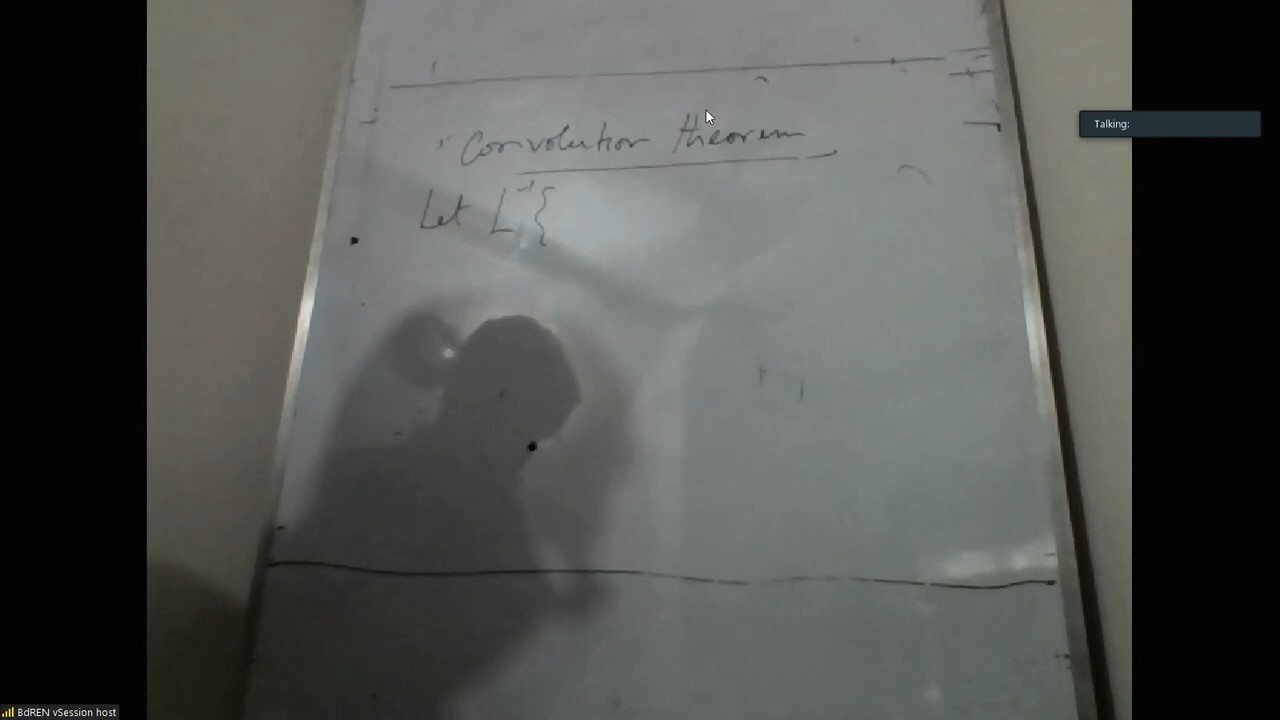 Convolution theorem
Let L⁻¹{
Talking:
BdREN vSession host